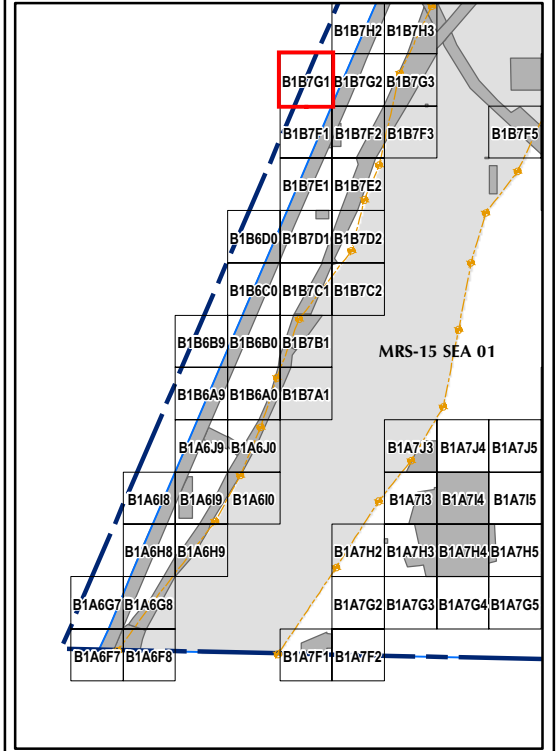 B1B7H2 B1B7H3
B1B7G1 B1B7G2 B1B7G3
B1B7F1 B1B7F2 B1B7F3 B1B7F5
B1B7E1 B1B7E2
B1B6D0 B1B7D1 B1B7D2
B1B6C0 B1B7C1 B1B7C2
B1B6B9 B1B6B0 B1B7B1
MRS-15 SEA 01
B1B6A9 B1B6A0 B1B7A1
B1A6J9 B1A6J0 B1A7J3 B1A7J4 B1A7J5
B1A6I8 B1A6I9 B1A6I0 B1A7I3 B1A7I4 B1A7I5
B1A6H8 B1A6H9 B1A7H2 B1A7H3 B1A7H4 B1A7H5
B1A6G7 B1A6G8 B1A7G2 B1A7G3 B1A7G4 B1A7G5
B1A6F7 B1A6F8 B1A7F1 B1A7F2